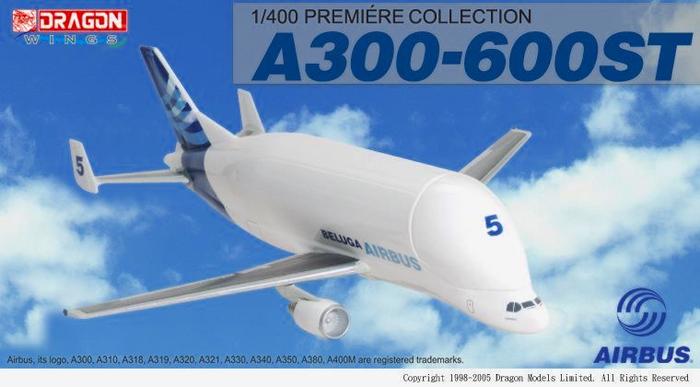 DRAGON
WINGS
1/400 PREMIÉRE COLLECTION
A300-600ST
5
5
BELUGA AIRBUS
AIRBUS
Airbus, its logo, A300, A310, A318, A319, A320, A321, A330, A340, A350, A380, A400M are registered trademarks.
Copyright 1998-2005 Dragon Models Limited. All Rights Reserved